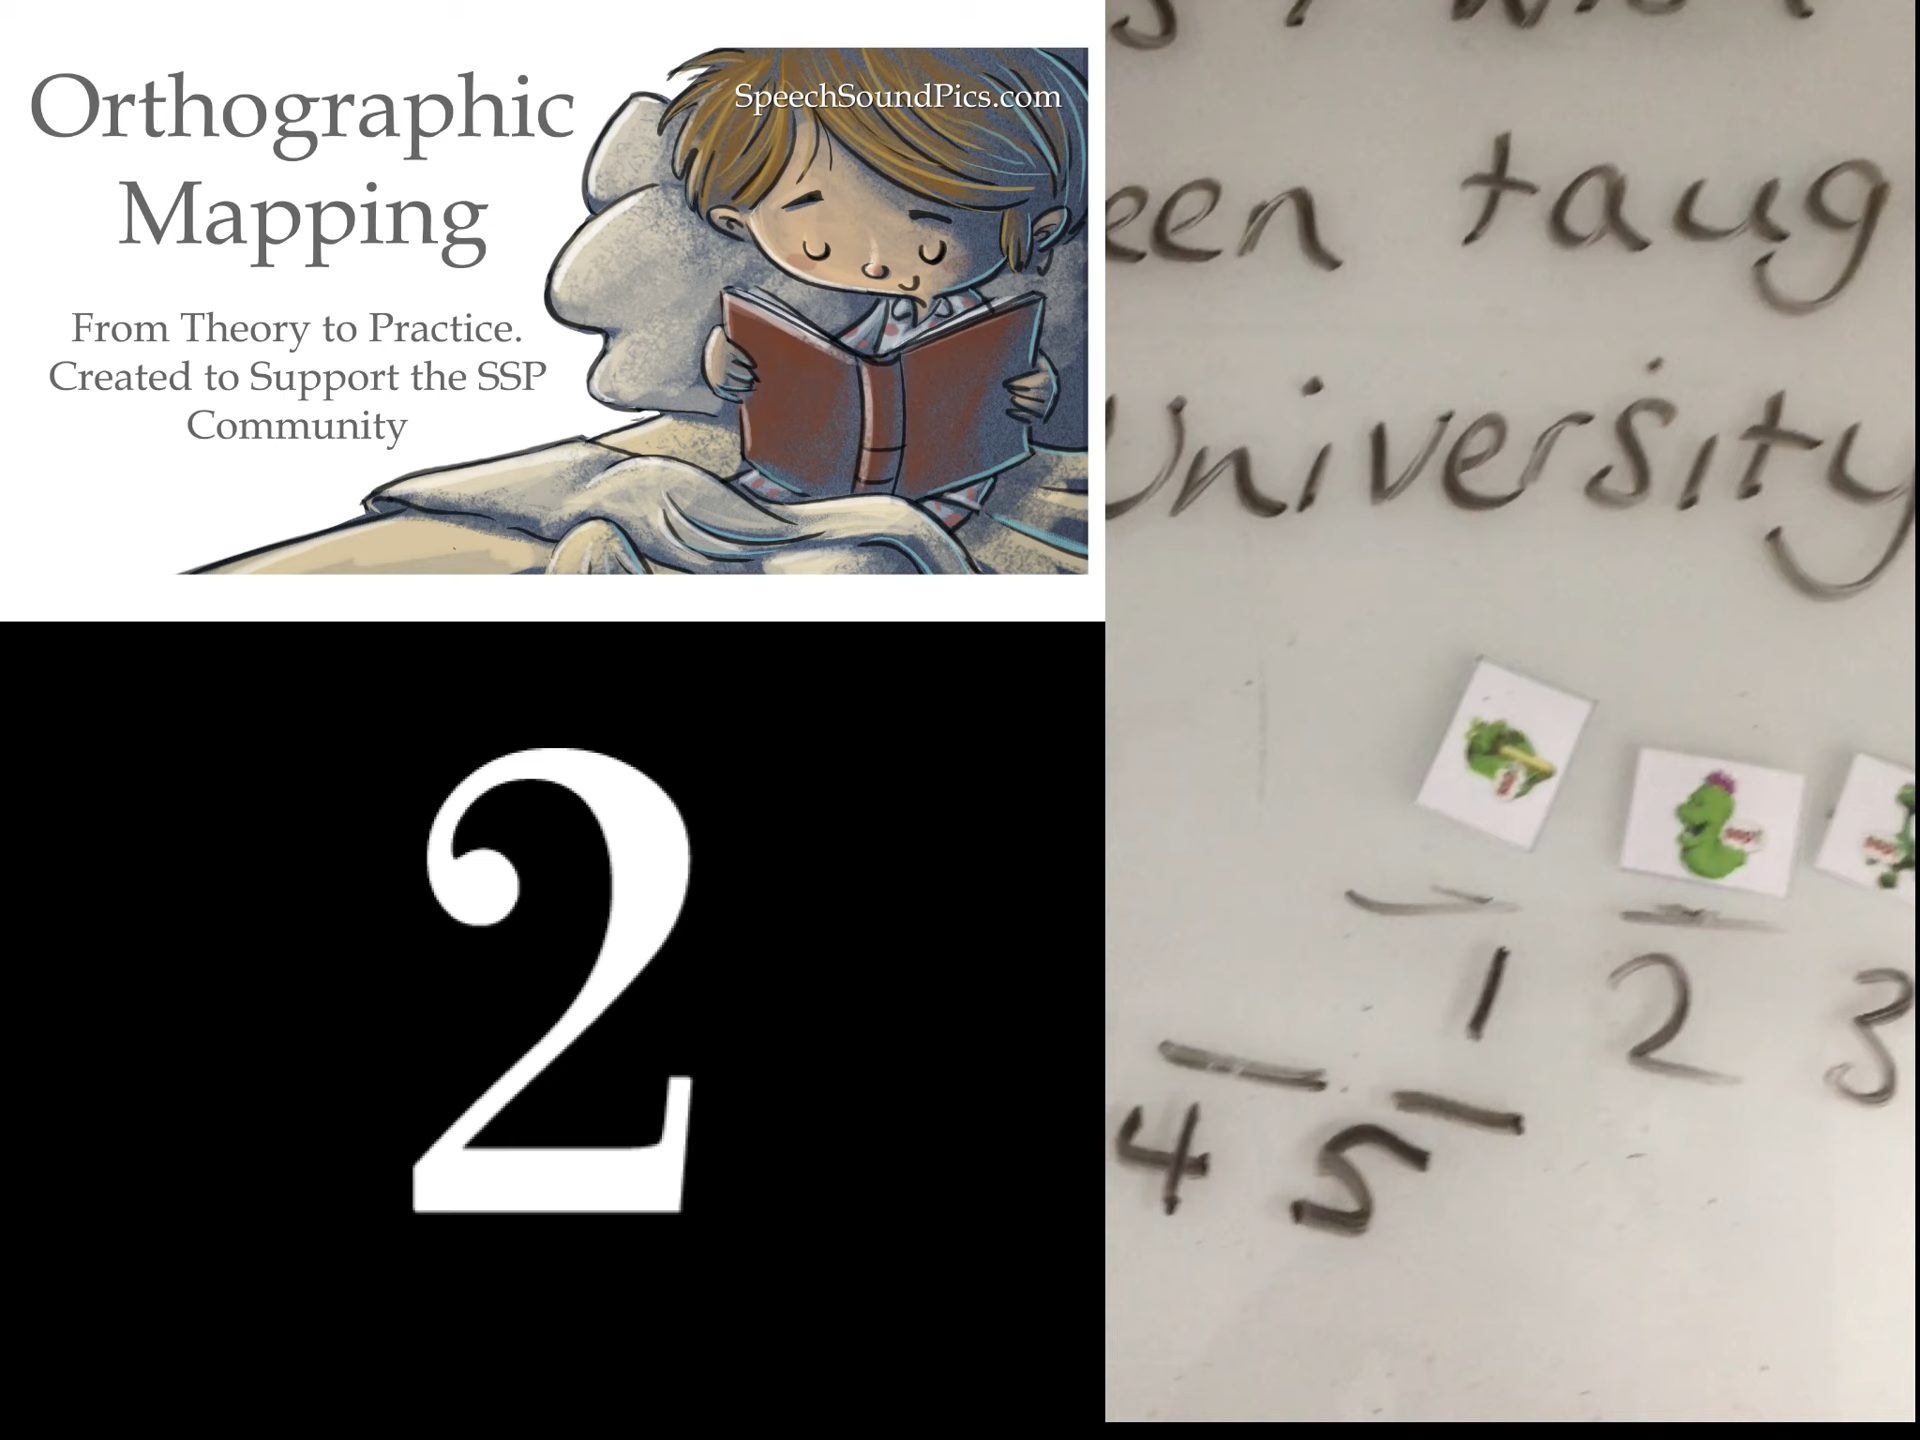 Orthographic
Mapping
From Theory to Practice.
Created to Support the SSP
Community
SpeechSoundPics.com
2
een taug
University
1 2 3
4 5